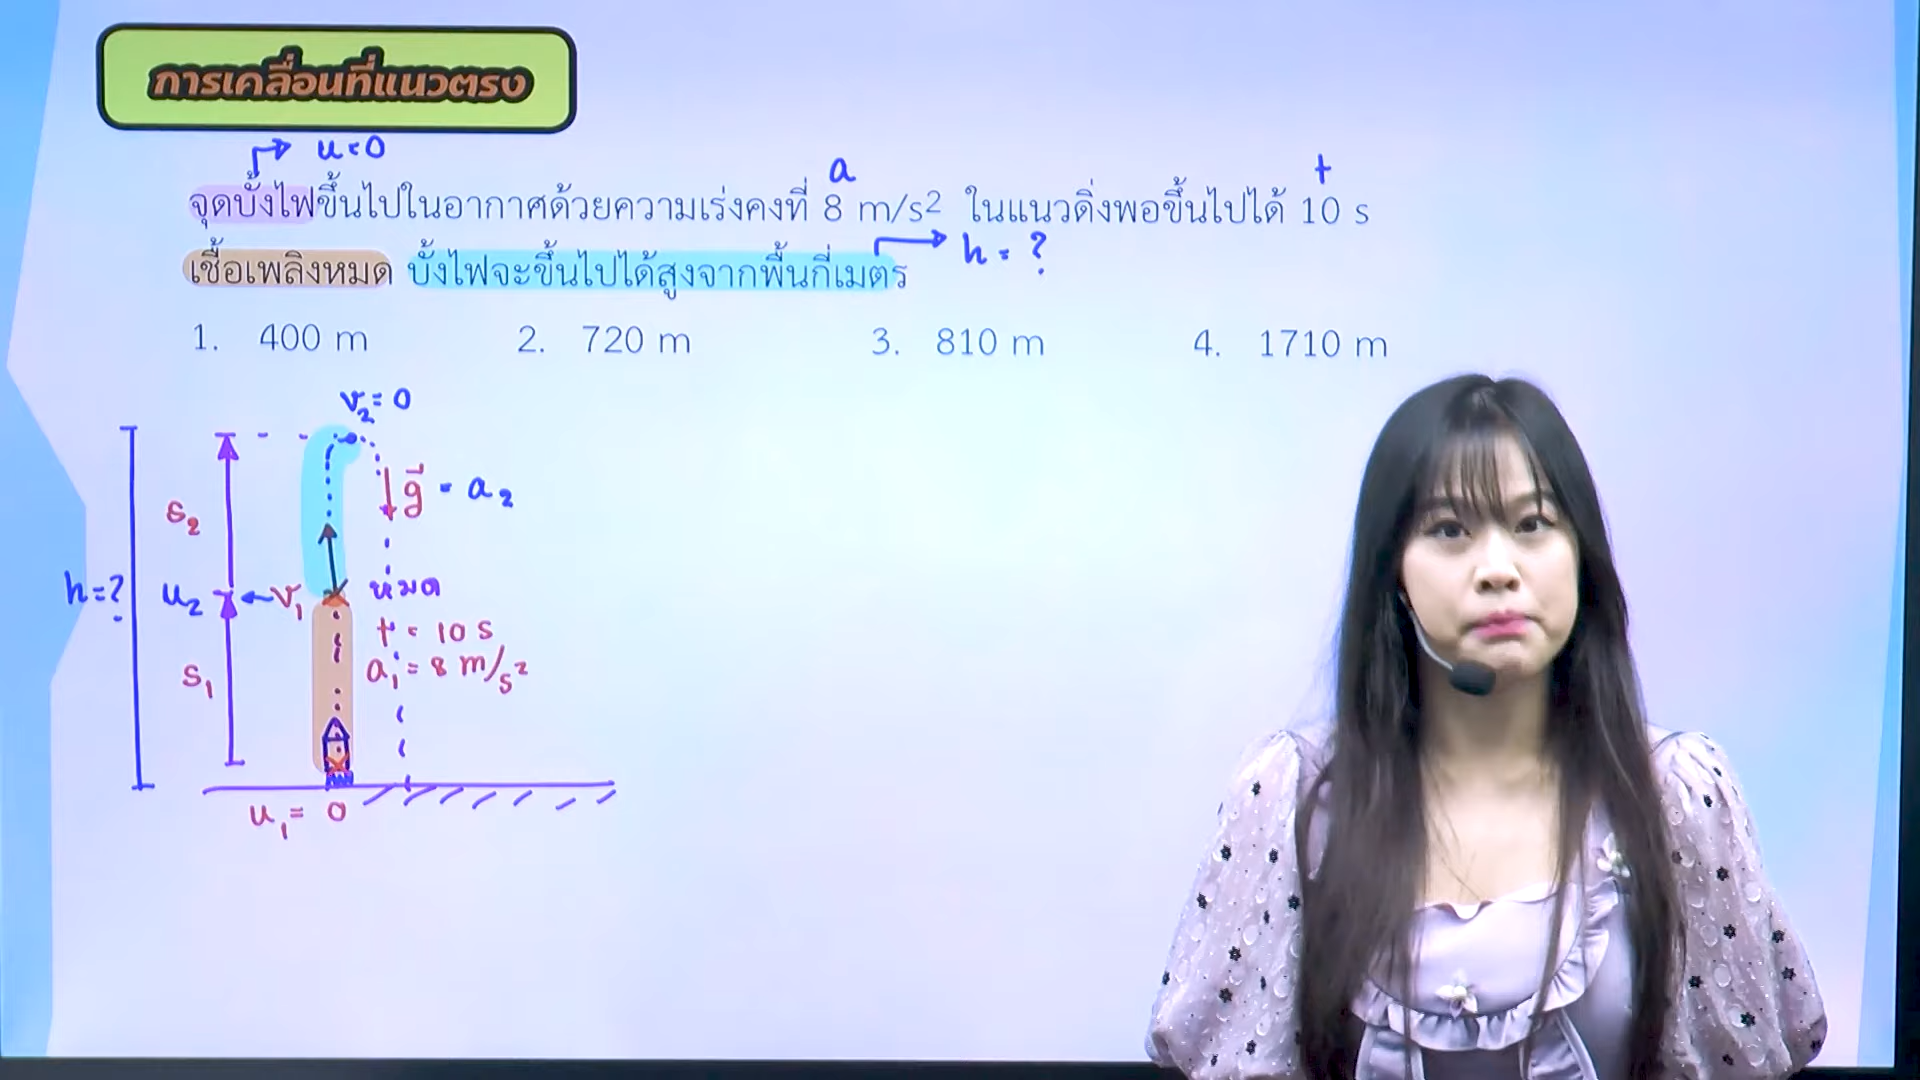 การเคลื่อนที่แนวตรง
u = 0
a
t
จุดบั้งไฟขึ้นไปในอากาศด้วยความเร่งคงที่ 8 m/s² ในแนวดิ่งพอขึ้นไปได้ 10 s
h = ?
เชื้อเพลิงหมด บั้งไฟจะขึ้นไปได้สูงจากพื้นกี่เมตร
1. 400 m 2. 720 m 3. 810 m 4. 1710 m
v₂ = 0
g⃗ = a₂
s₂
h = ? u₂ v₁ หมด
t = 10 s
s₁ a₁ = 8 m/s²
u₁ = 0